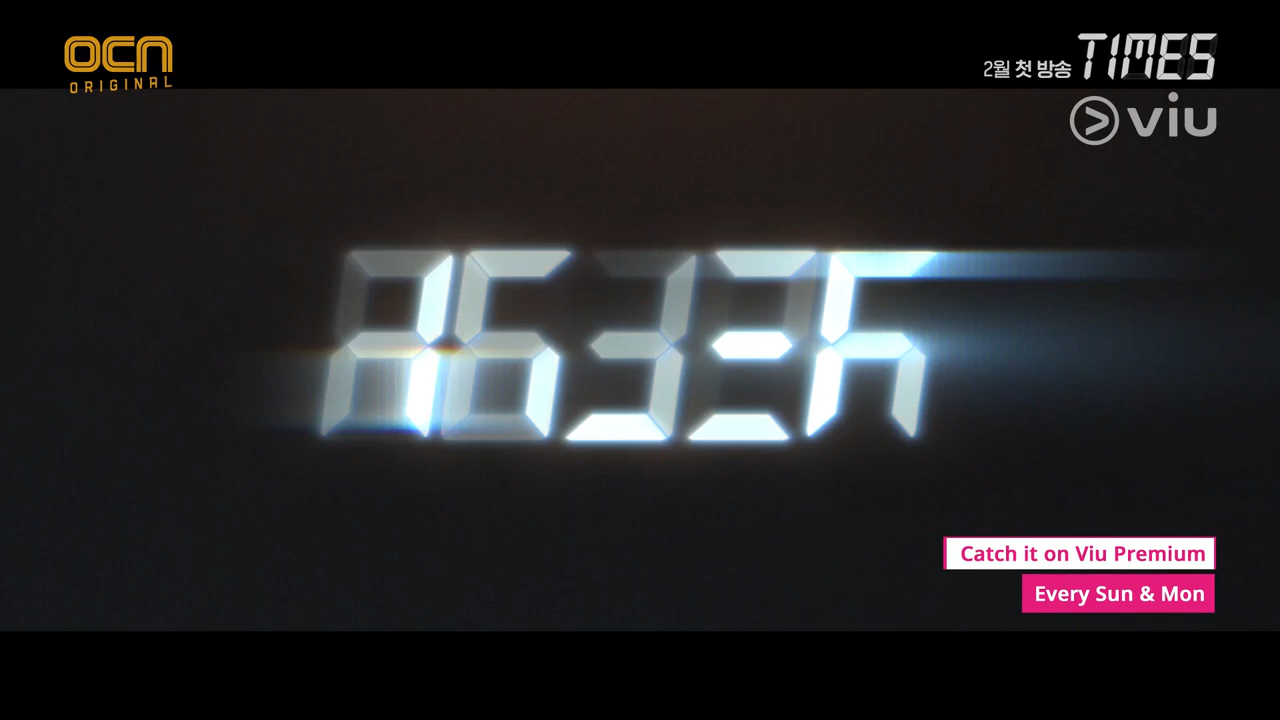 OCN
ORIGINAL
2월 첫 방송 TIMES
viu
Catch it on Viu Premium
Every Sun & Mon